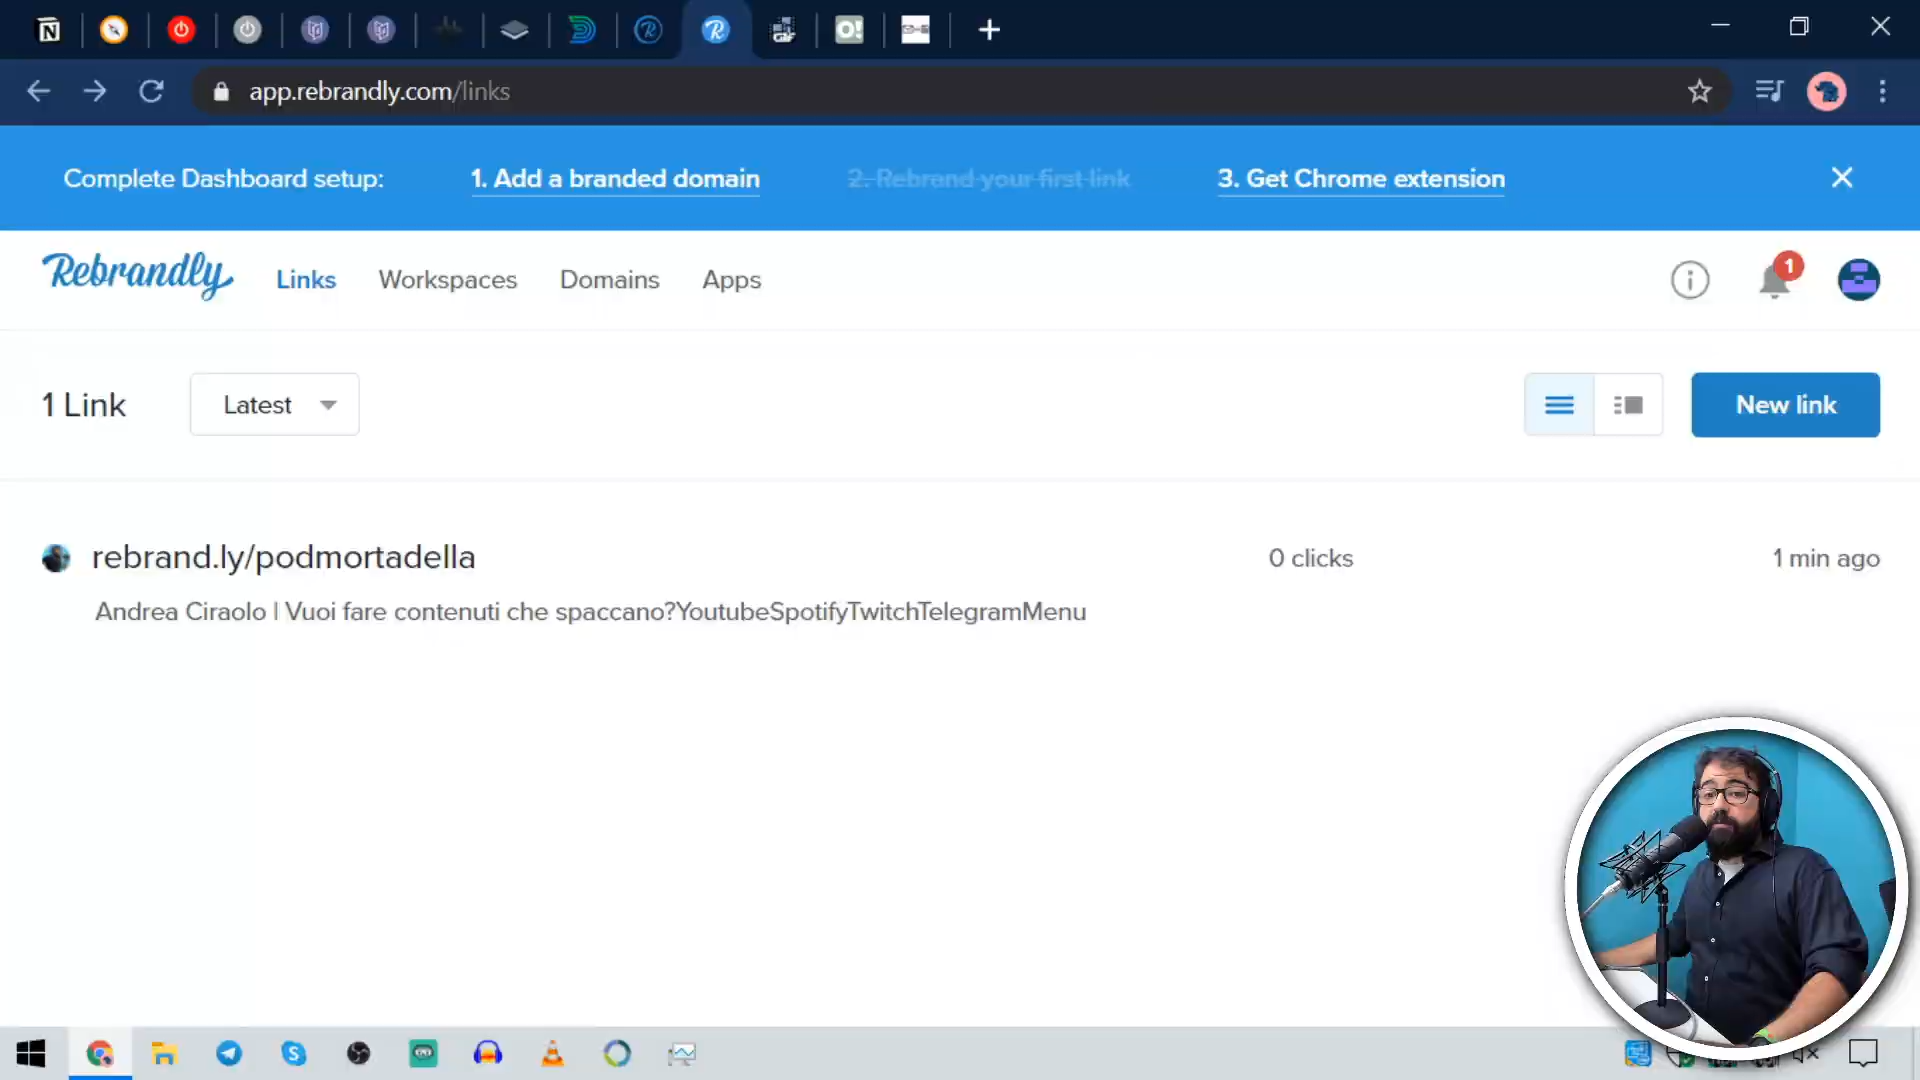 app.rebrandly.com/links
Complete Dashboard setup: 1. Add a branded domain 2. Rebrand your first link 3. Get Chrome extension
Rebrandly Links Workspaces Domains Apps 1
1 Link Latest New link
rebrand.ly/podmortadella 0 clicks 1 min ago
Andrea Ciraolo | Vuoi fare contenuti che spaccano?YoutubeSpotifyTwitchTelegramMenu